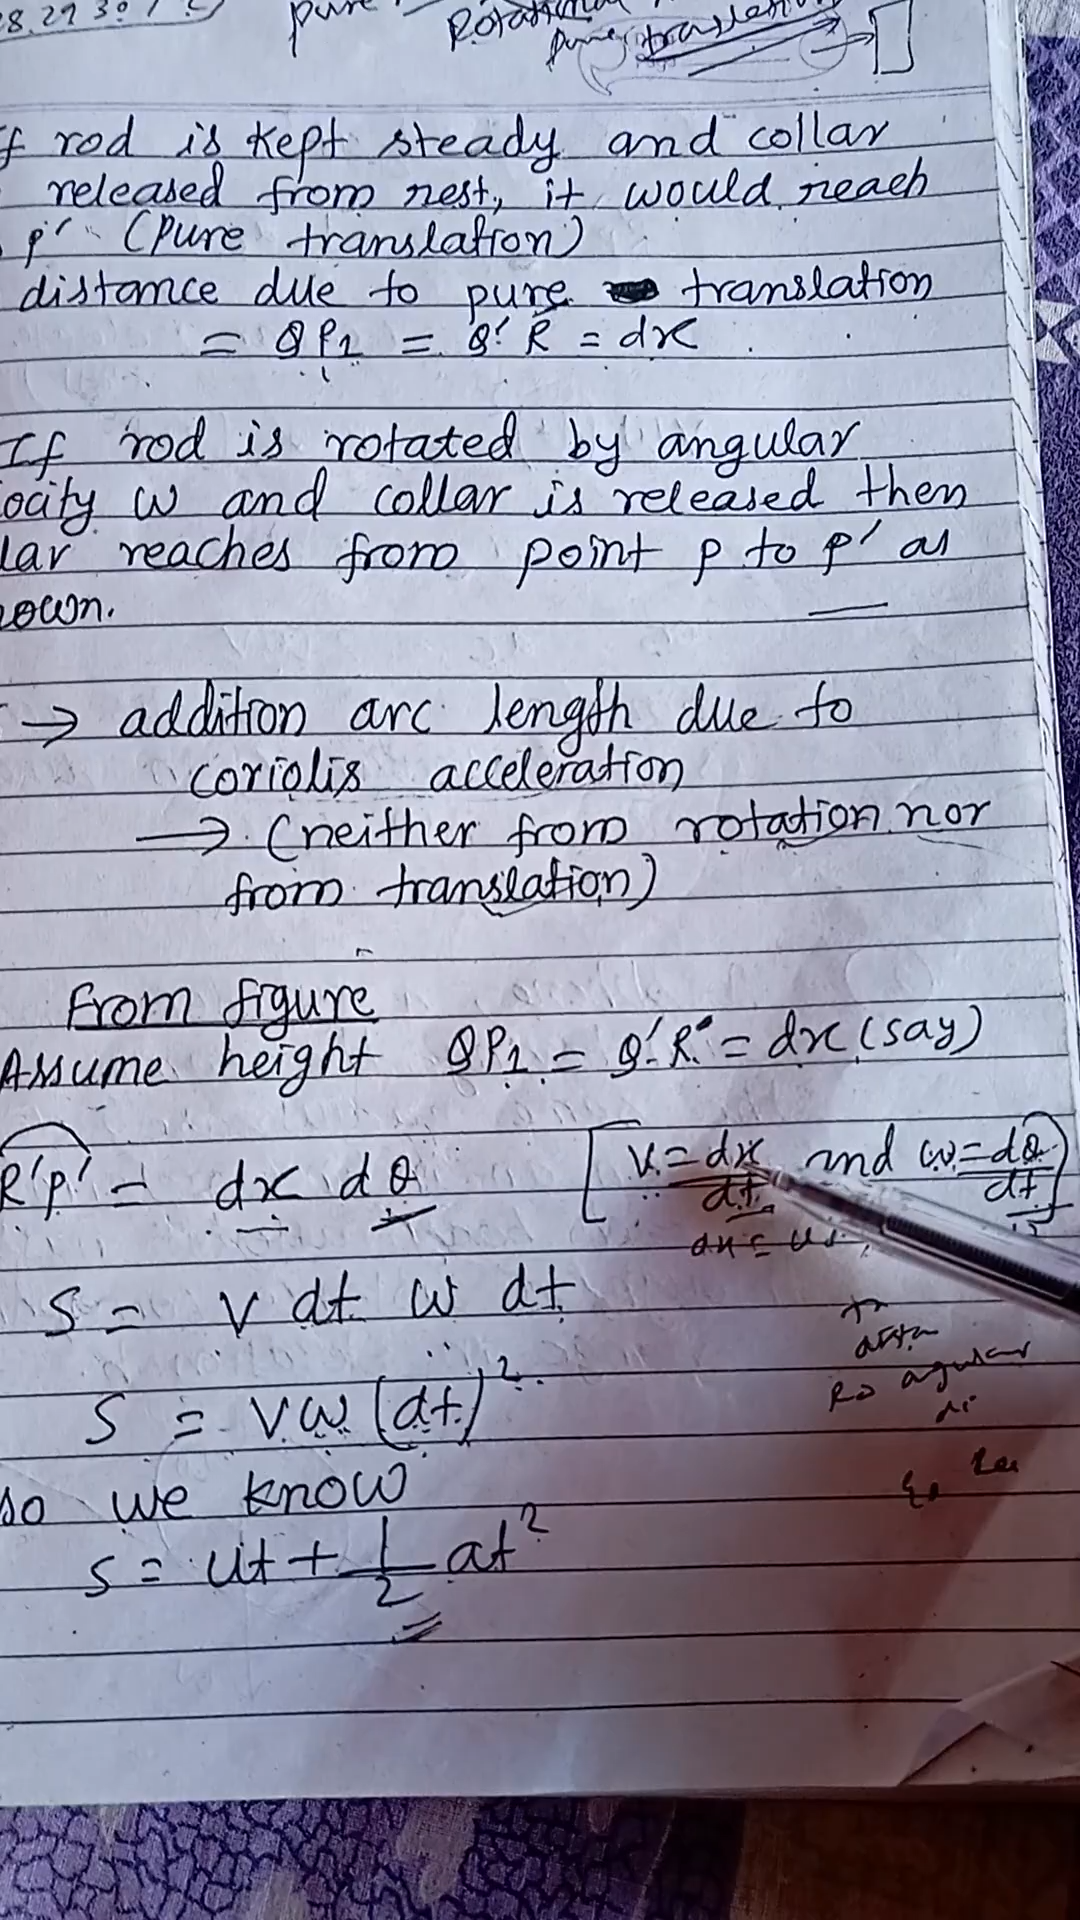 pure Rotational
pure translation
f rod is kept steady and collar
released from rest, it would reach
p' (Pure translation)
distance due to pure translation
= QP1 = Q'R = dx
If rod is rotated by angular
ocity ω and collar is released then
lar reaches from point p to p' as
own.
→ addition arc length due to
coriolis acceleration
→ (neither from rotation nor
from translation)
From figure
Assume height QP1 = Q'R' = dx (say)
R'p' = dx dθ [v = dx/dt and ω = dθ/dt]
S = v dt ω dt
S = vω (dt)².
so we know
s = ut + 1/2 at²